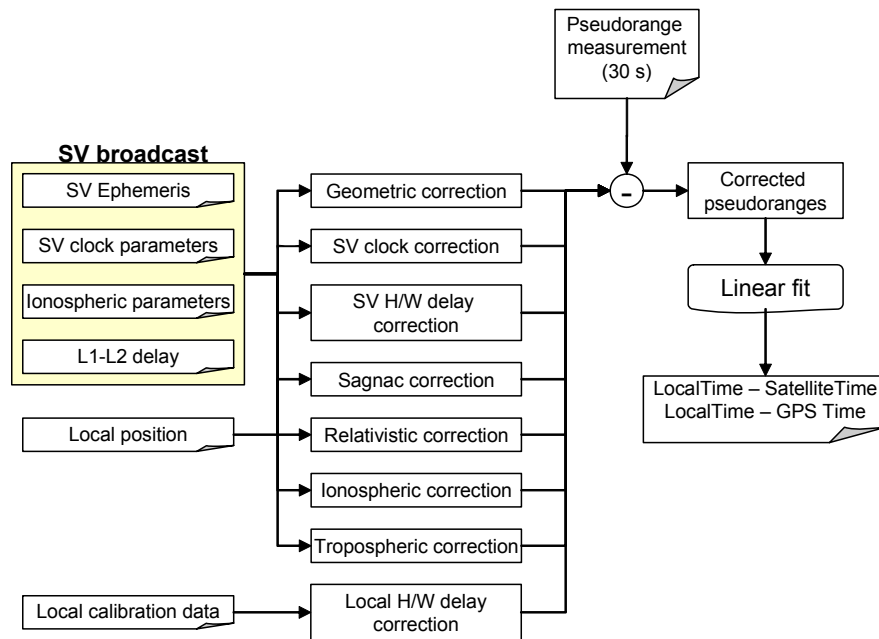 Pseudorange
measurement
(30 s)
SV broadcast
SV Ephemeris
SV clock parameters
Ionospheric parameters
L1-L2 delay
Local position
Local calibration data
Geometric correction
SV clock correction
SV H/W delay
correction
Sagnac correction
Relativistic correction
Ionospheric correction
Tropospheric correction
Local H/W delay
correction
-
Corrected
pseudoranges
Linear fit
LocalTime – SatelliteTime
LocalTime – GPS Time